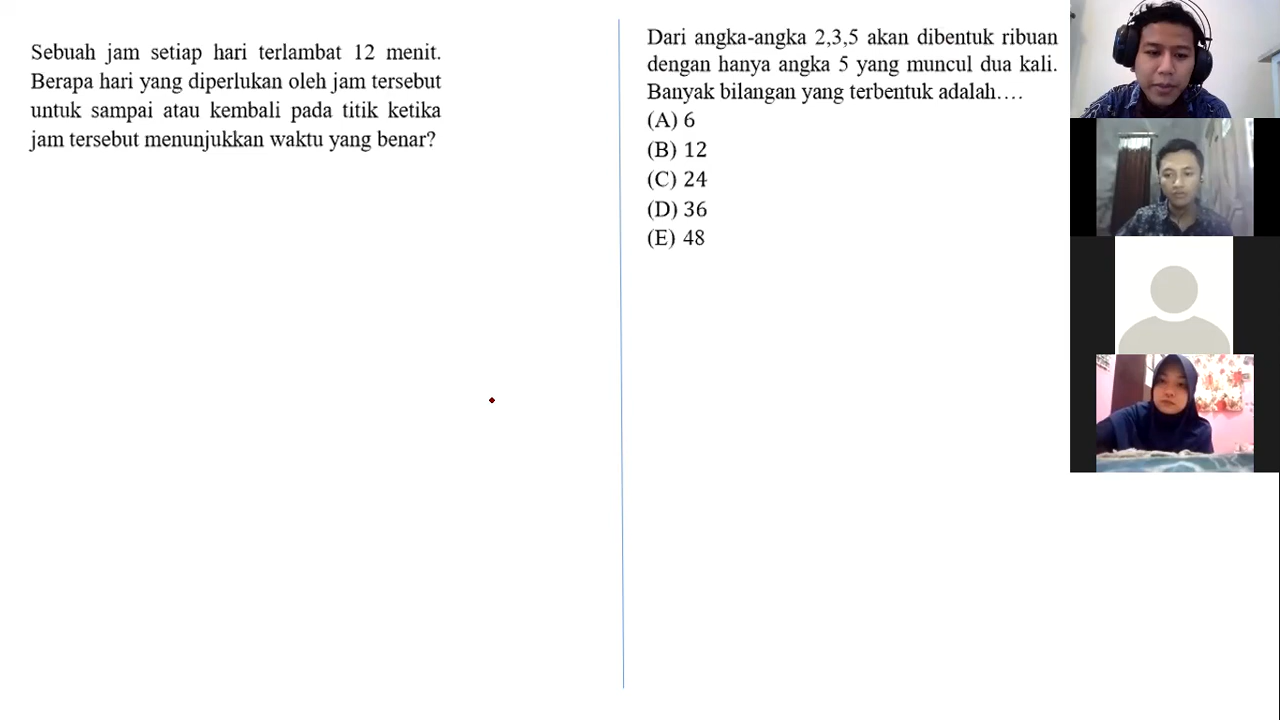 Sebuah jam setiap hari terlambat 12 menit.
Berapa hari yang diperlukan oleh jam tersebut
untuk sampai atau kembali pada titik ketika
jam tersebut menunjukkan waktu yang benar?
Dari angka-angka 2,3,5 akan dibentuk ribuan
dengan hanya angka 5 yang muncul dua kali.
Banyak bilangan yang terbentuk adalah….
(A) 6
(B) 12
(C) 24
(D) 36
(E) 48